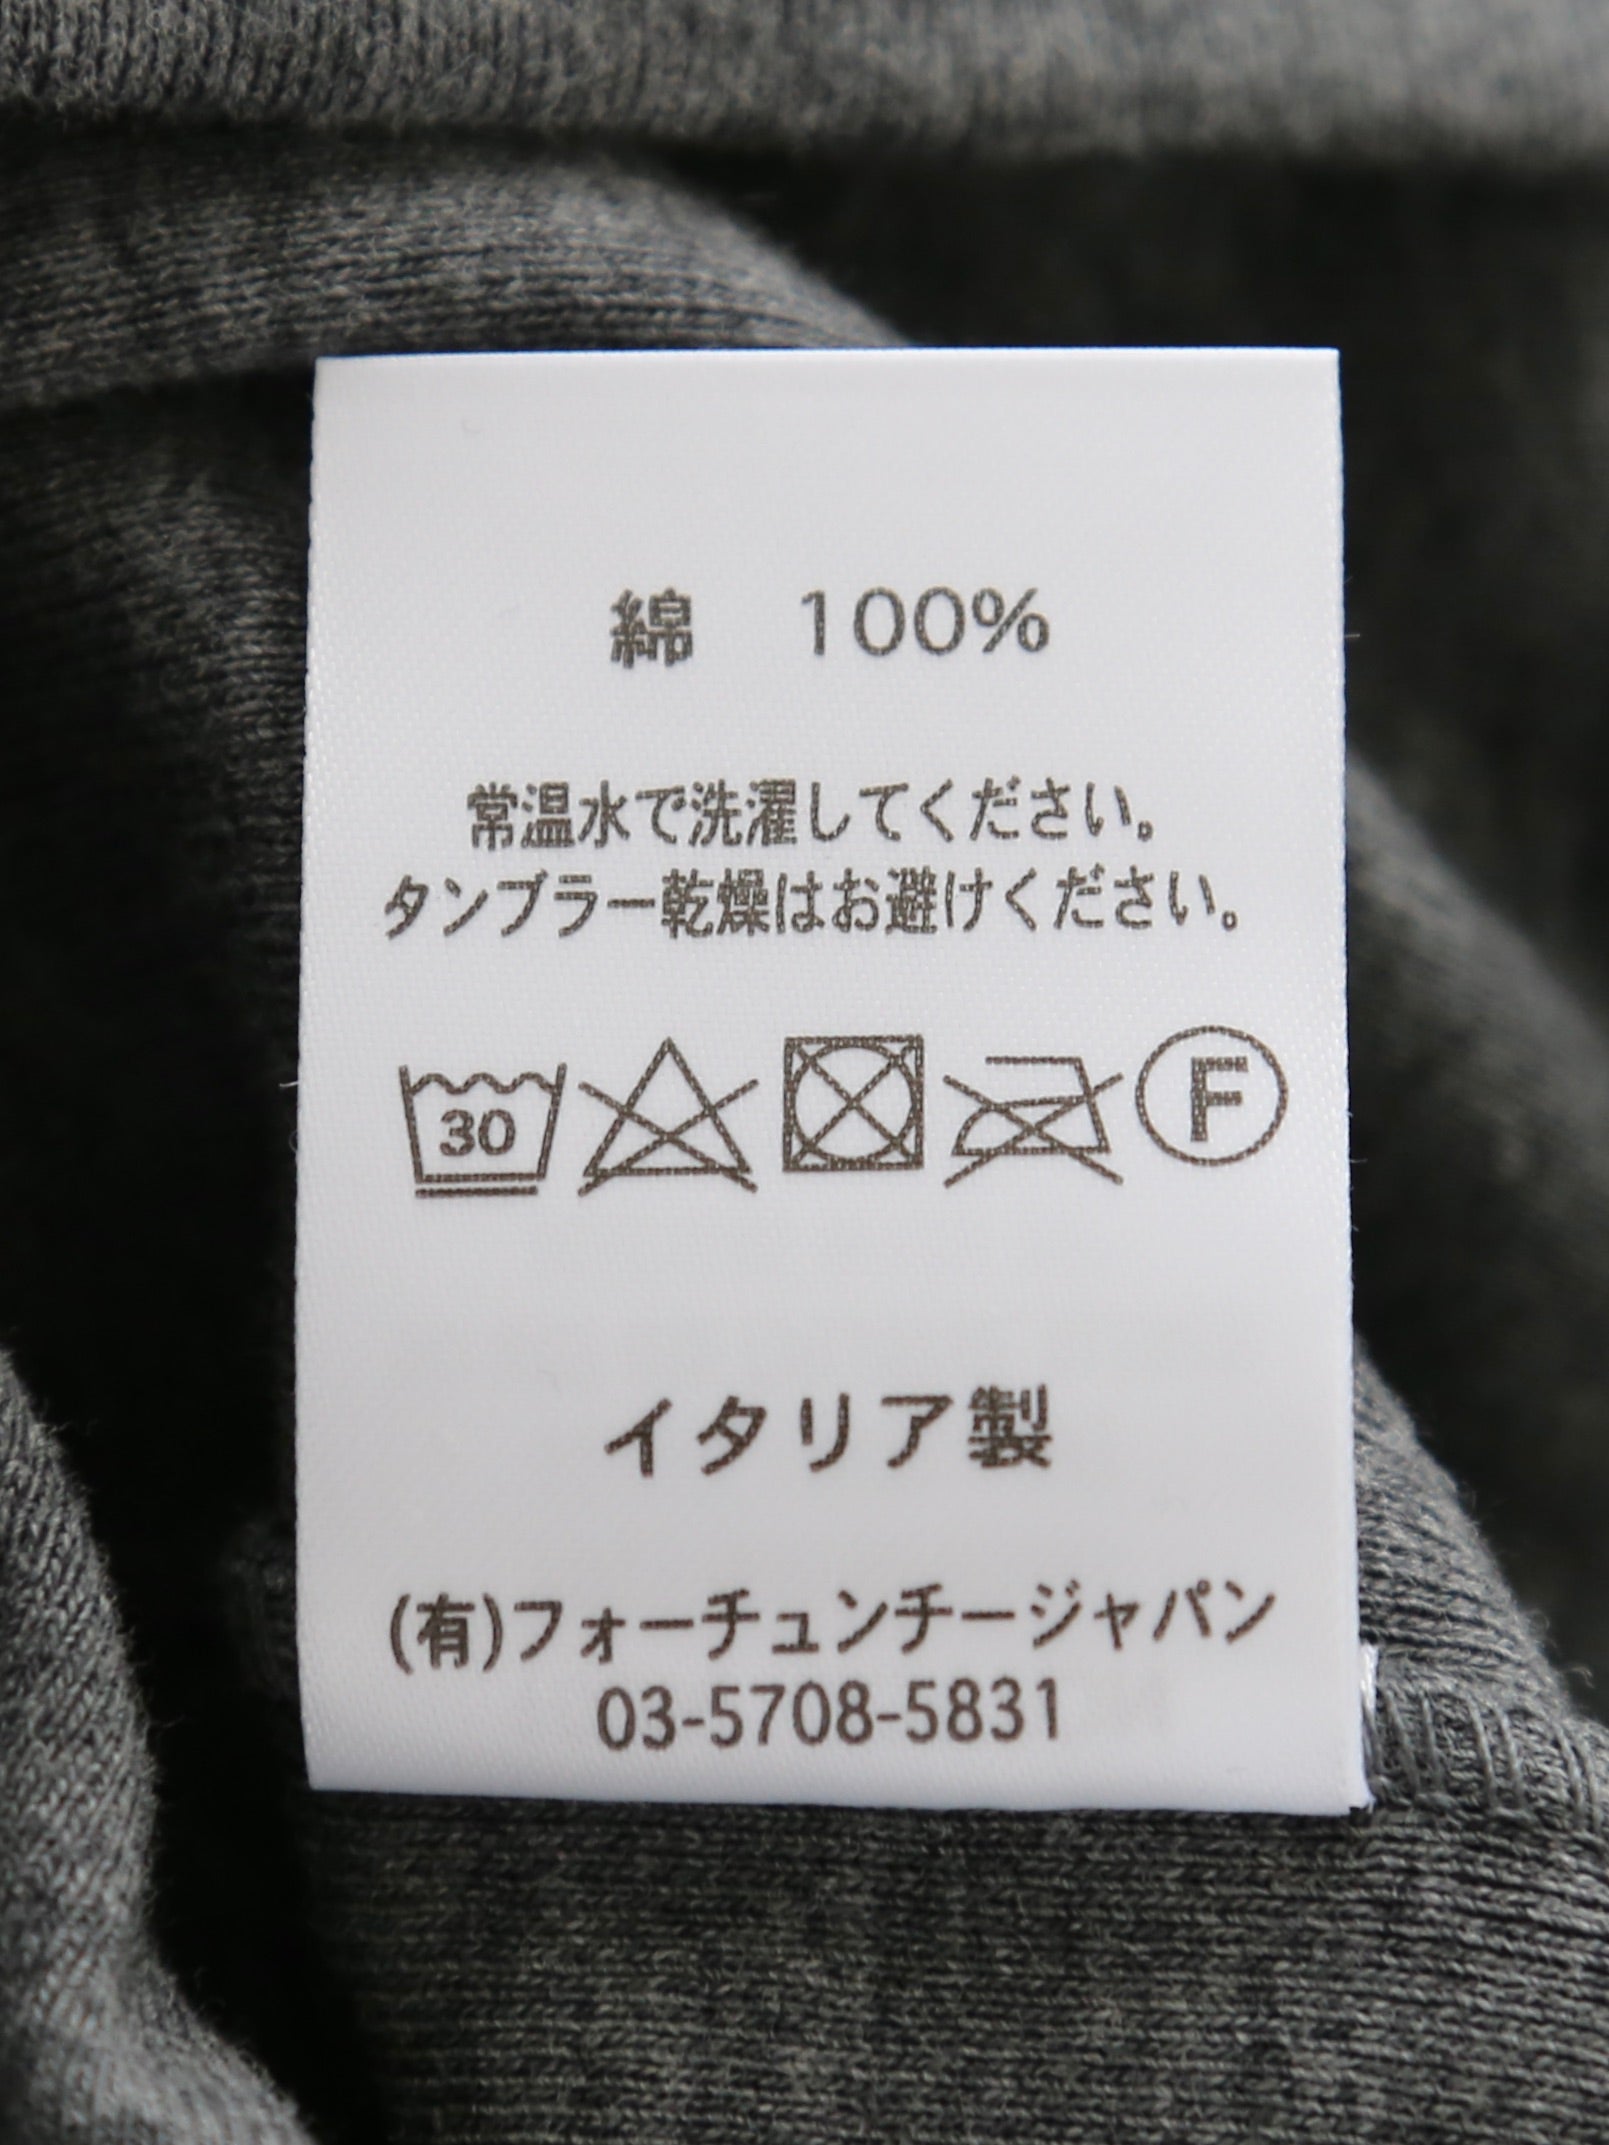 綿　100%
常温水で洗濯してください。
タンブラー乾燥はお避けください。
30 F
イタリア製
(有)フォーチュンチージャパン
03-5708-5831